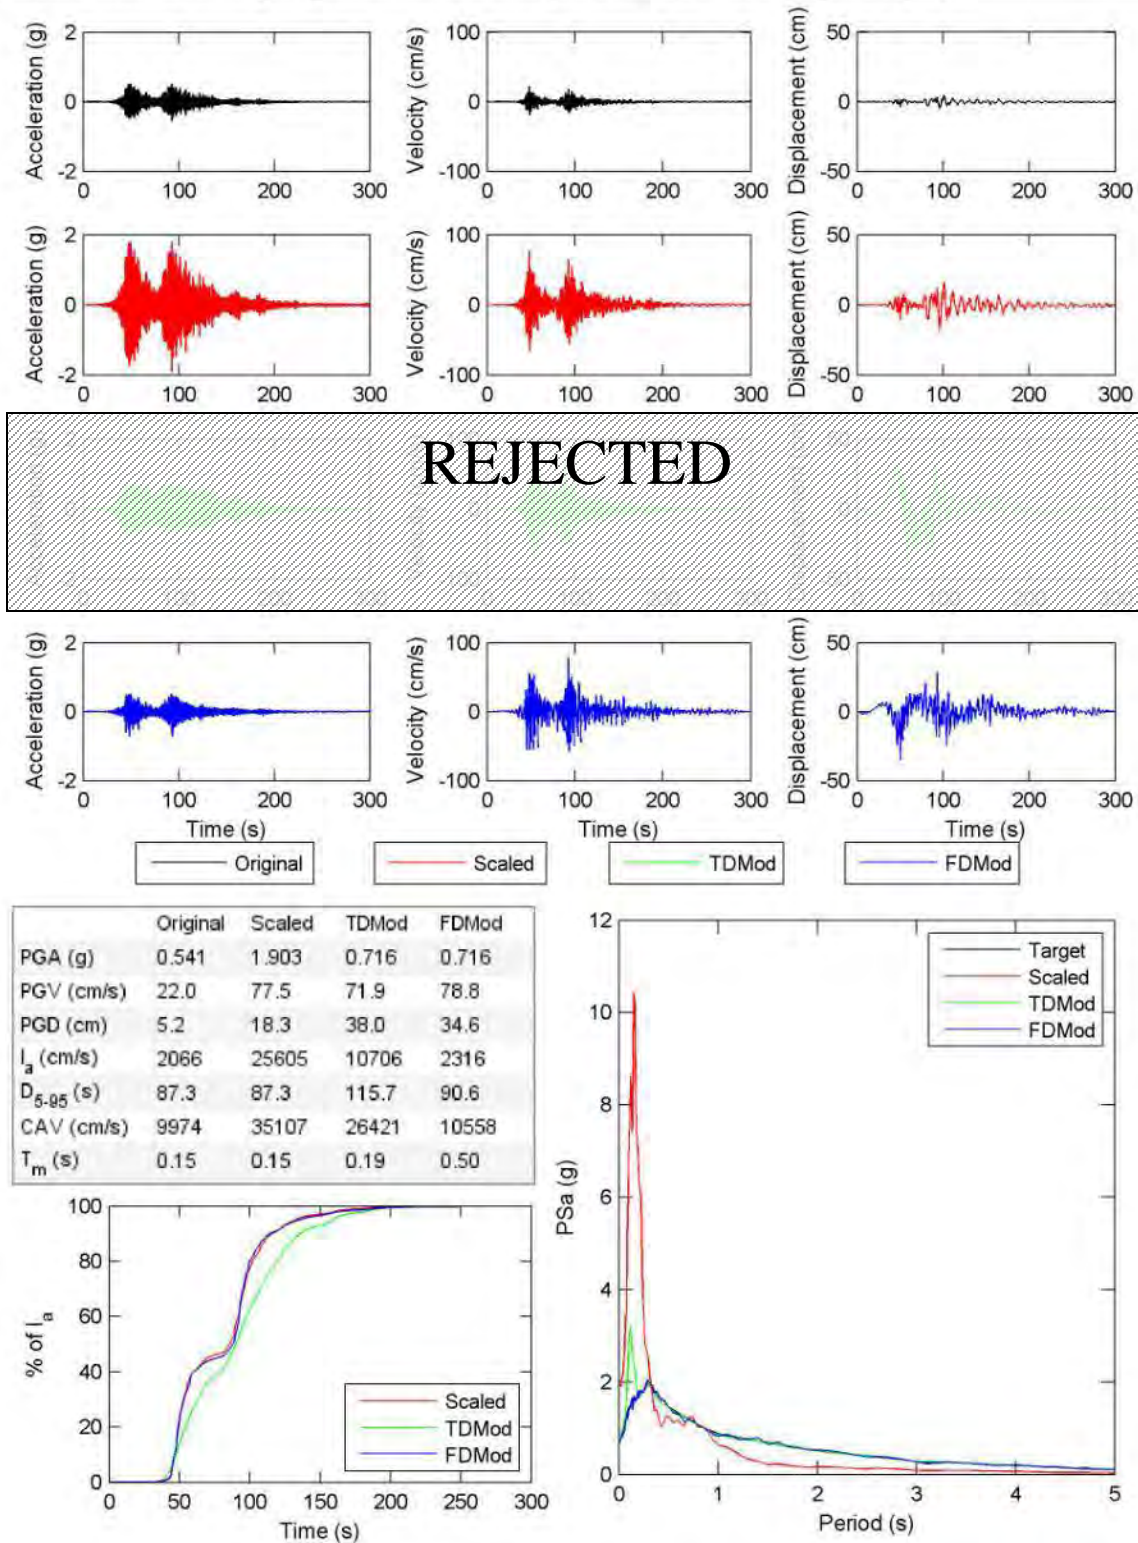 2 100 50
Acceleration (g) Velocity (cm/s) Displacement (cm)
0 0 0
-2 -100 -50
0 100 200 300 0 100 200 300 0 100 200 300
2 100 50
Acceleration (g) Velocity (cm/s) Displacement (cm)
0 0 0
-2 -100 -50
0 100 200 300 0 100 200 300 0 100 200 300
REJECTED
2 100 50
Acceleration (g) Velocity (cm/s) Displacement (cm)
0 0 0
-2 -100 -50
0 100 200 300 0 100 200 300 0 100 200 300
Time (s) Time (s) Time (s)
Original Scaled TDMod FDMod
Original Scaled TDMod FDMod
PGA (g) 0.541 1.903 0.716 0.716
PGV (cm/s) 22.0 77.5 71.9 78.8
PGD (cm) 5.2 18.3 38.0 34.6
Ia (cm/s) 2066 25605 10706 2316
D5-95 (s) 87.3 87.3 115.7 90.6
CAV (cm/s) 9974 35107 26421 10558
Tm (s) 0.15 0.15 0.19 0.50
100
80
60
40
20
0
% of Ia
Scaled
TDMod
FDMod
0 50 100 150 200 250 300
Time (s)
12
10
8
6
4
2
0
PSa (g)
Target
Scaled
TDMod
FDMod
0 1 2 3 4 5
Period (s)